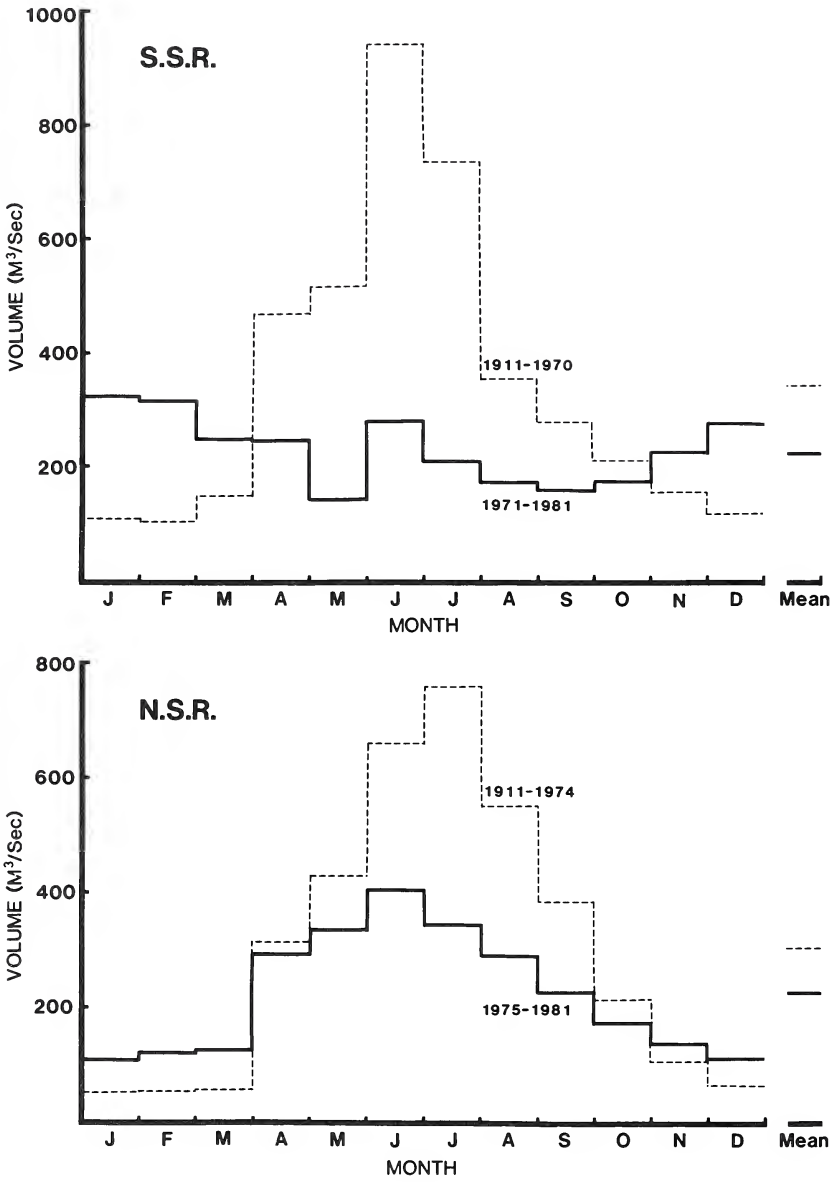 S.S.R.
1000
800
600
400
200
VOLUME (M³/Sec)
1911-1970
1971-1981
J F M A M J J A S O N D Mean
MONTH
N.S.R.
800
600
400
200
VOLUME (M³/Sec)
1911-1974
1975-1981
J F M A M J J A S O N D Mean
MONTH